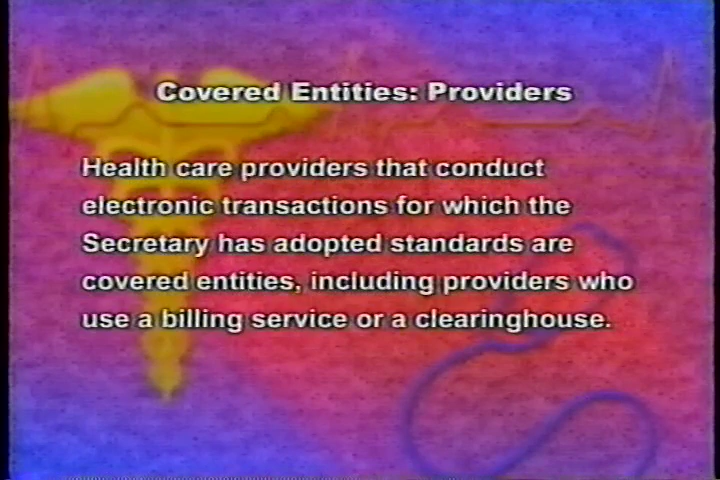 Covered Entities: Providers
Health care providers that conduct
electronic transactions for which the
Secretary has adopted standards are
covered entities, including providers who
use a billing service or a clearinghouse.